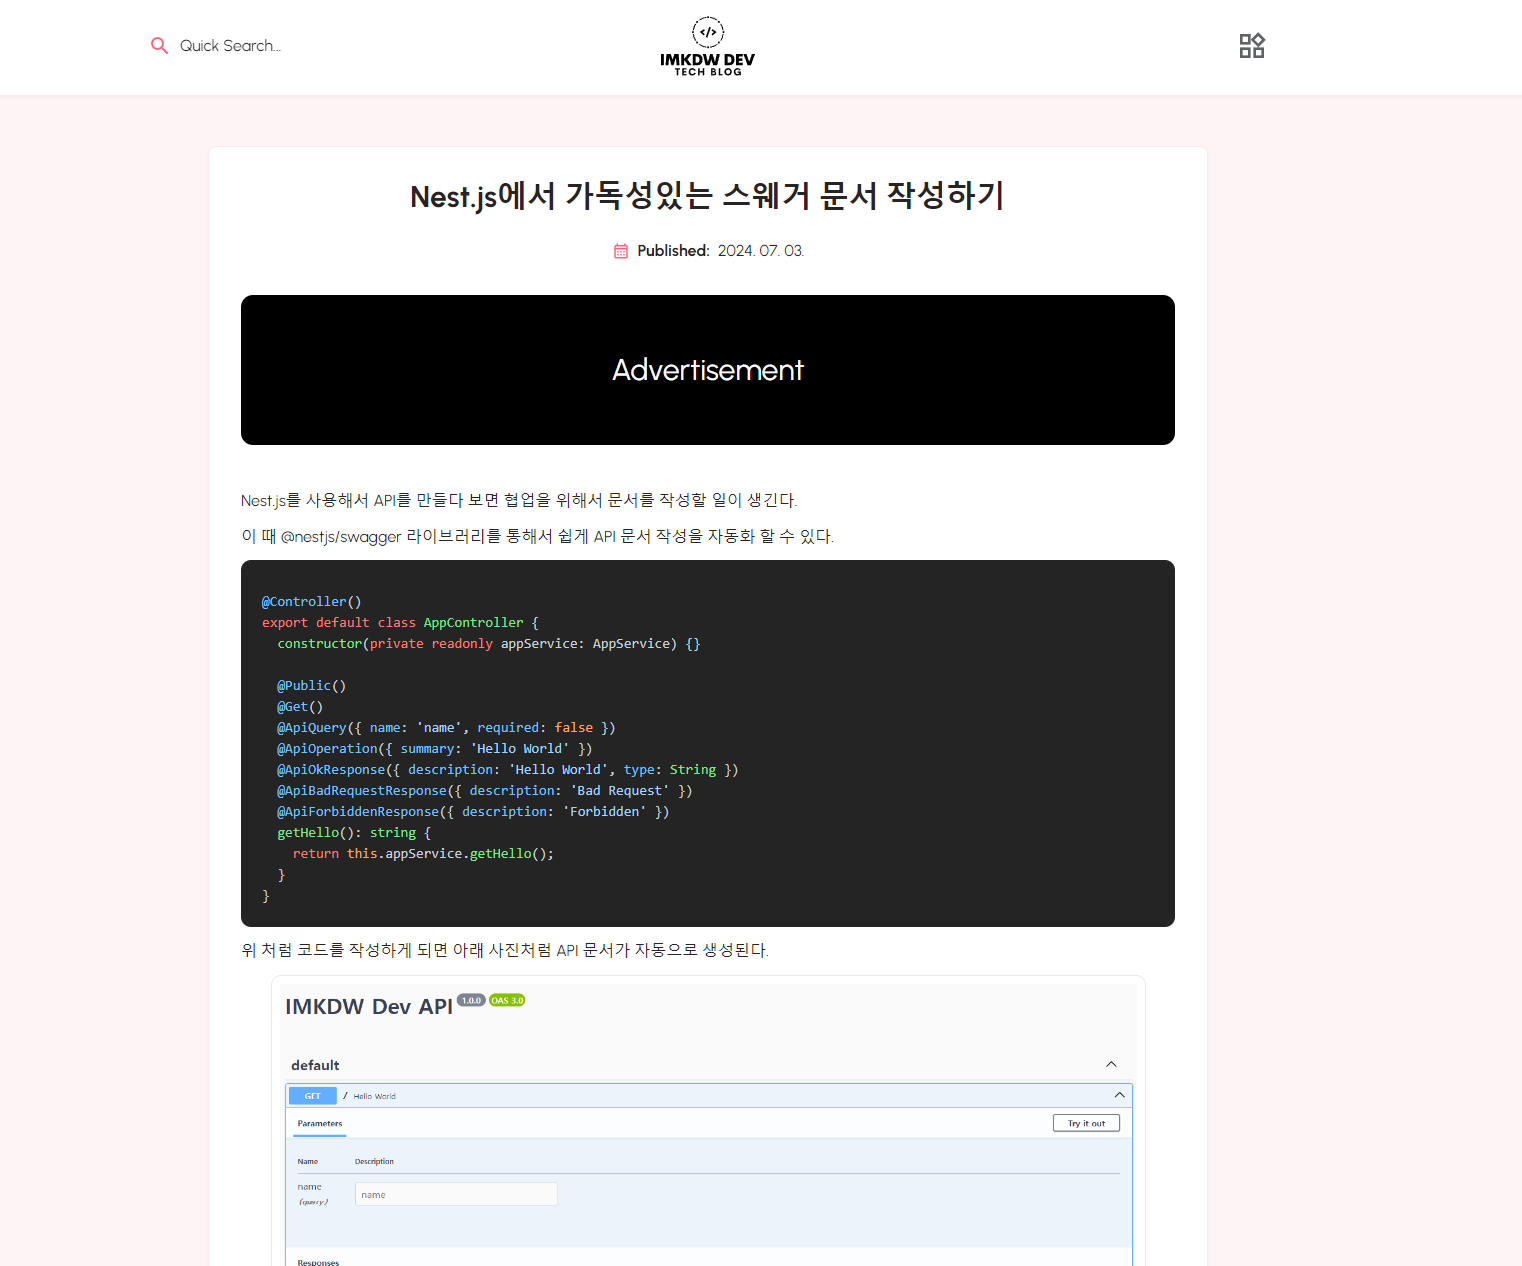 Quick Search...
</>
IMKDW DEV
TECH BLOG
Nest.js에서 가독성있는 스웨거 문서 작성하기
Published: 2024. 07. 03.
Advertisement
Nest.js를 사용해서 API를 만들다 보면 협업을 위해서 문서를 작성할 일이 생긴다.
이 때 @nestjs/swagger 라이브러리를 통해서 쉽게 API 문서 작성을 자동화 할 수 있다.
@Controller()
export default class AppController {
  constructor(private readonly appService: AppService) {}
  @Public()
  @Get()
  @ApiQuery({ name: 'name', required: false })
  @ApiOperation({ summary: 'Hello World' })
  @ApiOkResponse({ description: 'Hello World', type: String })
  @ApiBadRequestResponse({ description: 'Bad Request' })
  @ApiForbiddenResponse({ description: 'Forbidden' })
  getHello(): string {
    return this.appService.getHello();
  }
}
위 처럼 코드를 작성하게 되면 아래 사진처럼 API 문서가 자동으로 생성된다.
IMKDW Dev API 1.0.0 OAS 3.0
default
GET / Hello World
Parameters Try it out
Name Description
name name
(query)
Responses